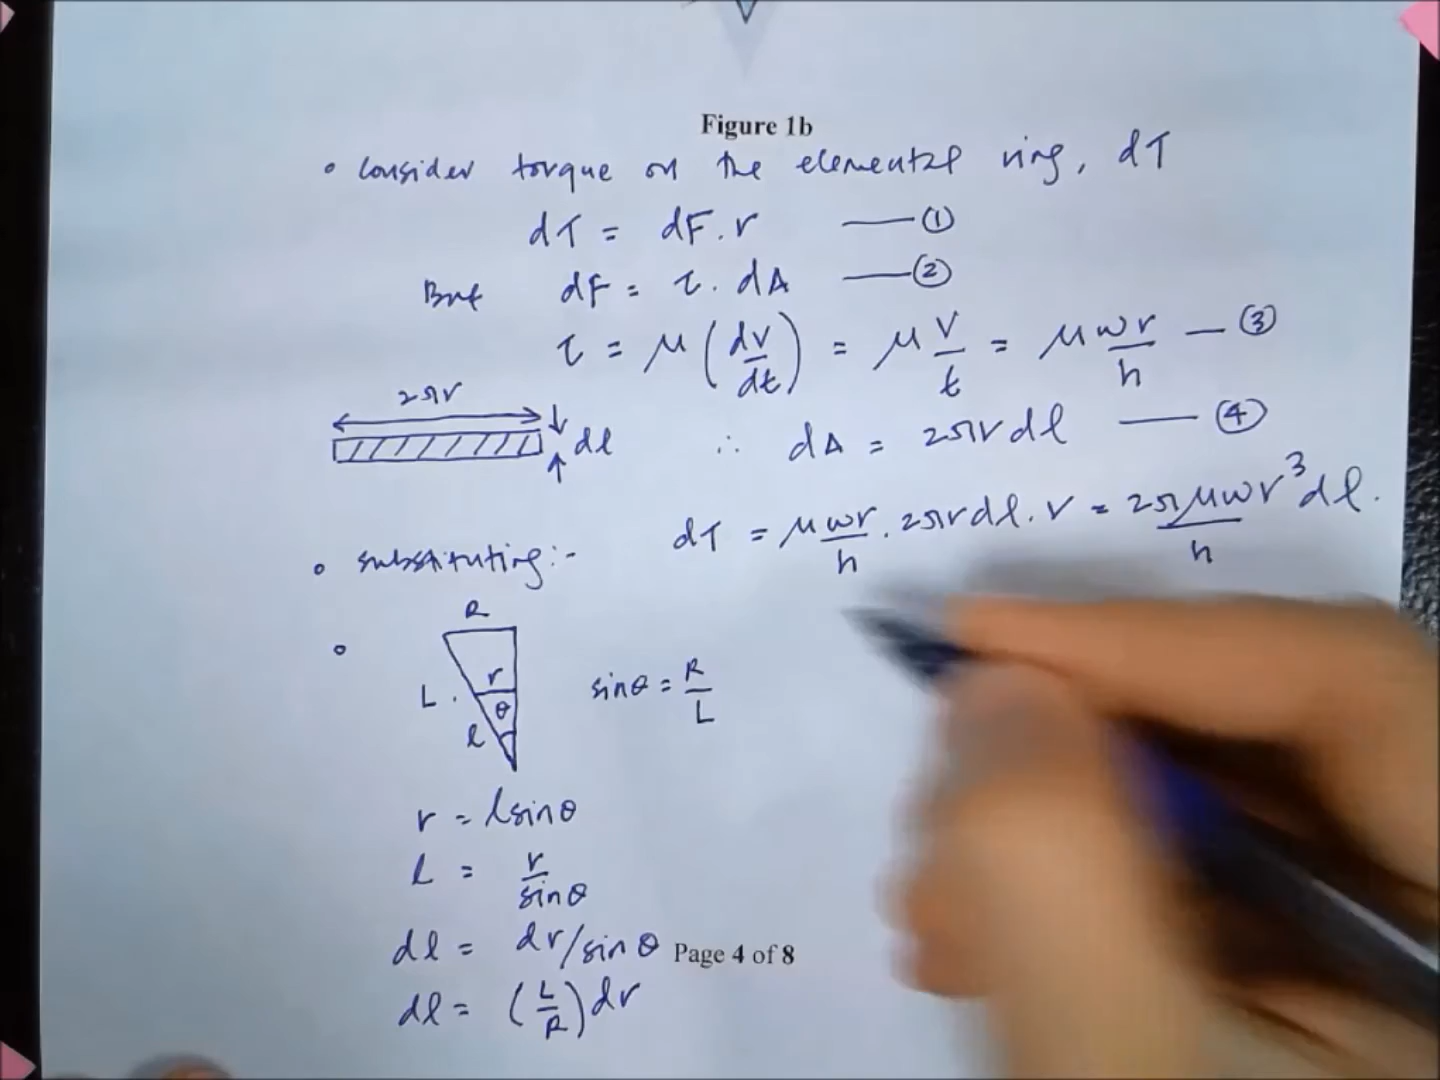 Figure 1b
• Consider torque on the elemental ring, dT
dT = dF.r —— ①
But dF = τ. dA —— ②
τ = μ (dv/dt) = μ v/t = μ ωr/h — ③
2πr
dl ∴ dA = 2πr dl —— ④
• substituting:- dT = μ ωr/h . 2πr dl. r = 2πμωr³/h dl.
R
r
L . sinθ = R/L
θ
l
r = l sinθ
l = r/sinθ
dl = dr/sinθ
Page 4 of 8
dl = (L/R) dr